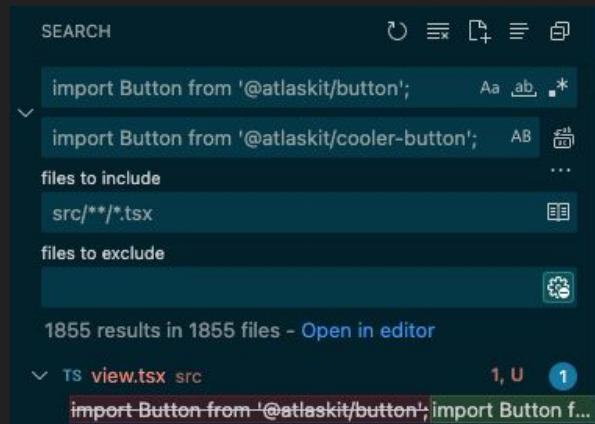 SEARCH
import Button from '@atlaskit/button'; Aa ab .*
import Button from '@atlaskit/cooler-button'; AB
files to include
src/**/*.tsx
files to exclude
1855 results in 1855 files - Open in editor
TS view.tsx src 1, U 1
import Button from '@atlaskit/button'; import Button f...